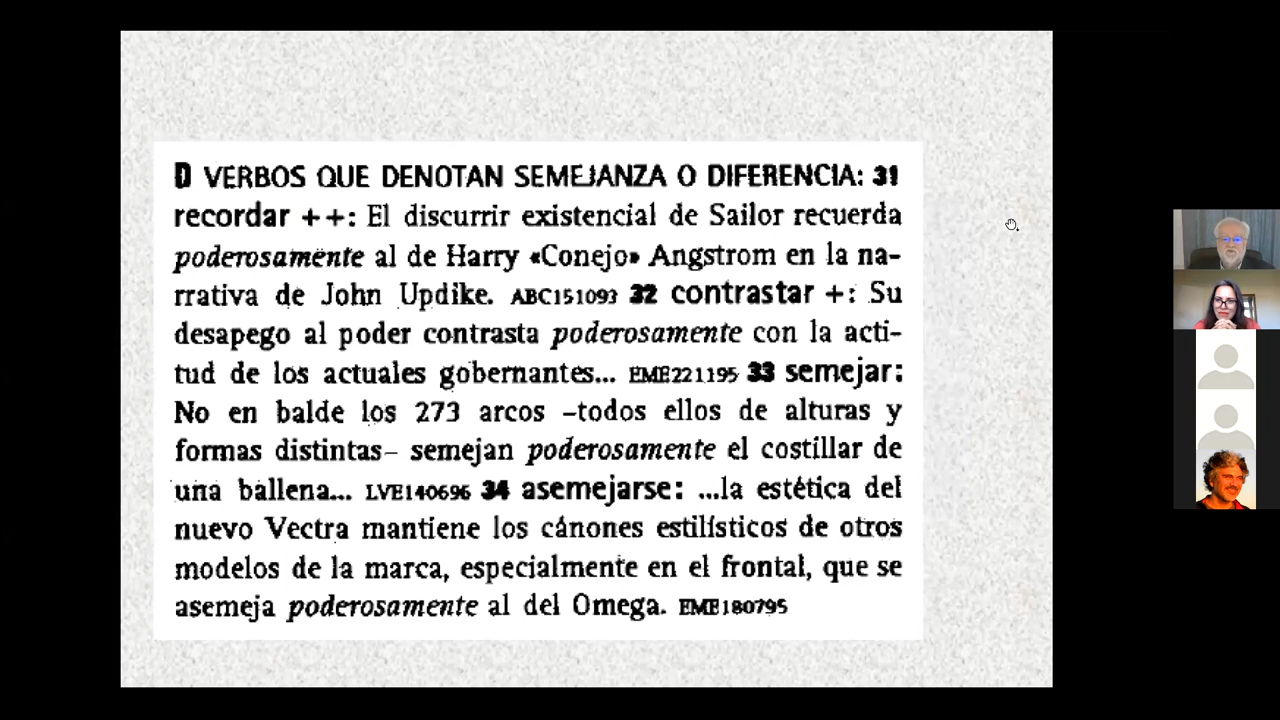 D VERBOS QUE DENOTAN SEMEJANZA O DIFERENCIA: 31
recordar ++: El discurrir existencial de Sailor recuerda
poderosamente al de Harry «Conejo» Angstrom en la na-
rrativa de John Updike. ABC151093 32 contrastar +: Su
desapego al poder contrasta poderosamente con la acti-
tud de los actuales gobernantes... EME221195 33 semejar:
No en balde los 273 arcos –todos ellos de alturas y
formas distintas– semejan poderosamente el costillar de
una ballena... LVE140696 34 asemejarse: ...la estética del
nuevo Vectra mantiene los cánones estilísticos de otros
modelos de la marca, especialmente en el frontal, que se
asemeja poderosamente al del Omega. EME180795